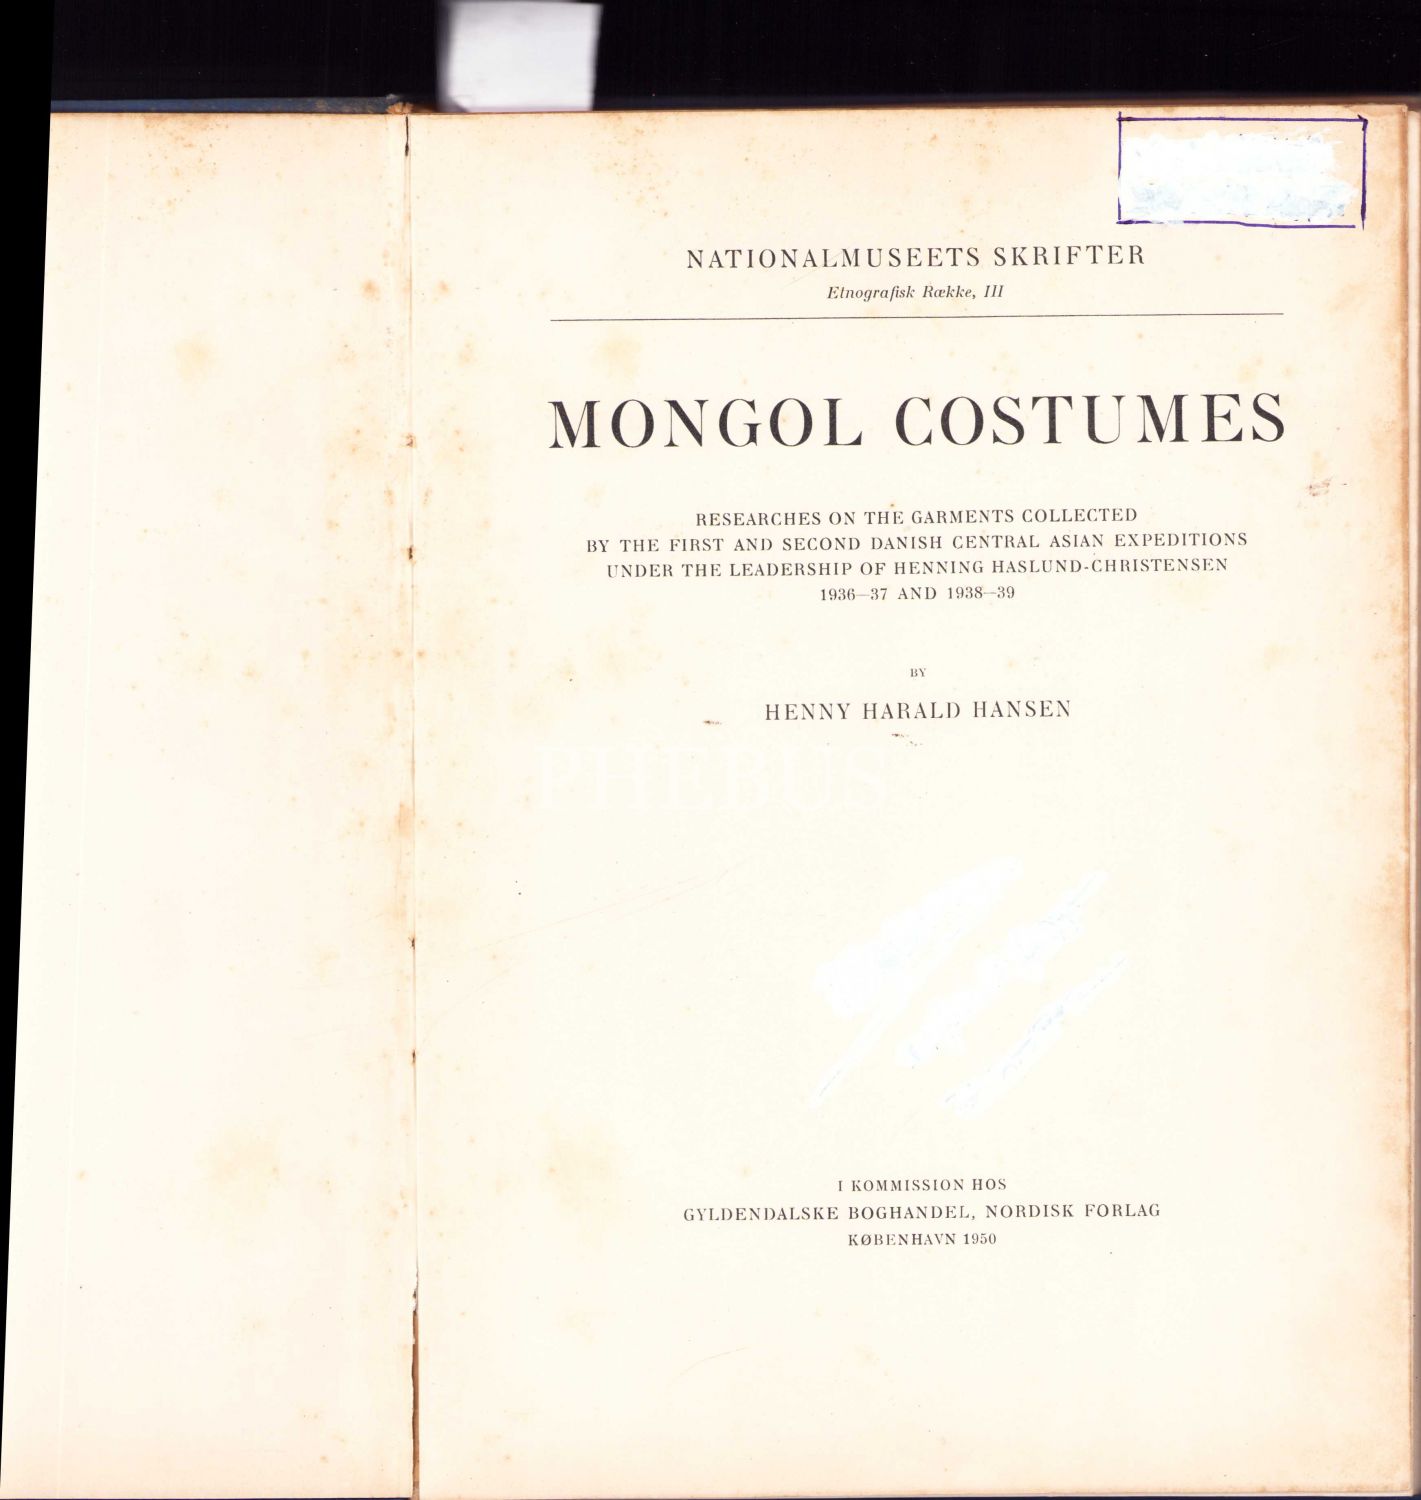 NATIONALMUSEETS SKRIFTER
Etnografisk Række, III
MONGOL COSTUMES
RESEARCHES ON THE GARMENTS COLLECTED
BY THE FIRST AND SECOND DANISH CENTRAL ASIAN EXPEDITIONS
UNDER THE LEADERSHIP OF HENNING HASLUND-CHRISTENSEN
1936—37 AND 1938—39
BY
HENNY HARALD HANSEN
PHEBUS
I KOMMISSION HOS
GYLDENDALSKE BOGHANDEL, NORDISK FORLAG
KØBENHAVN 1950